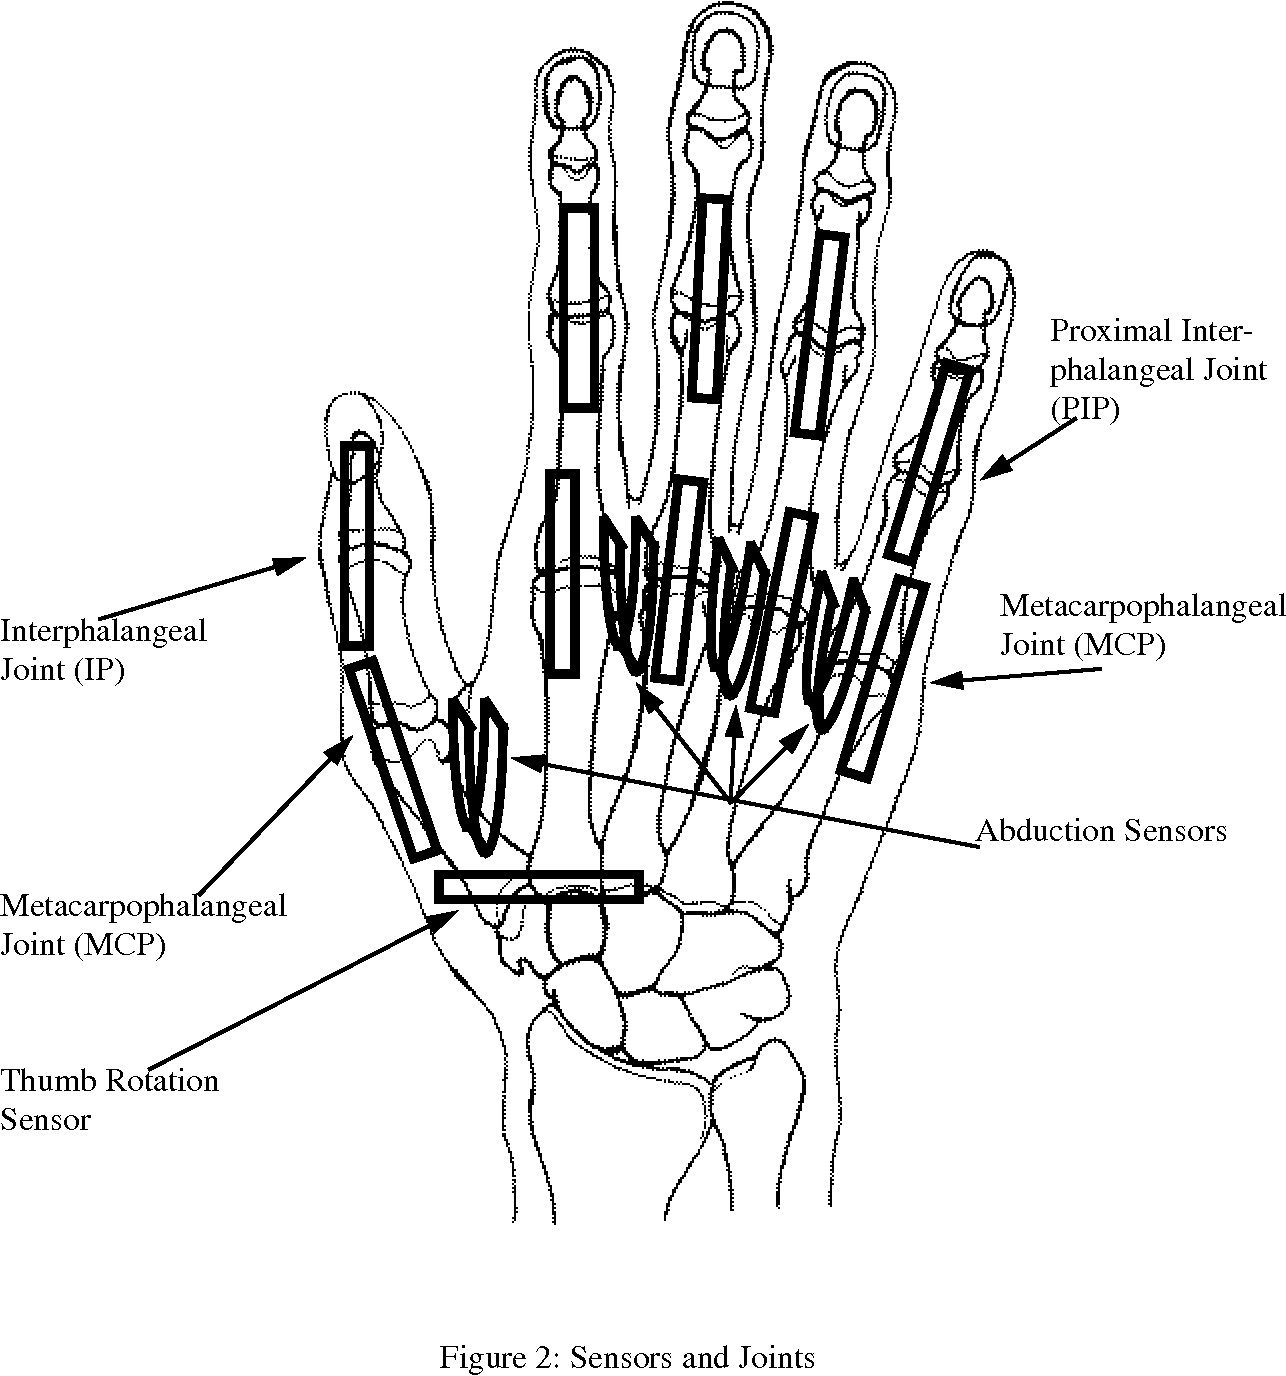 Proximal Inter-
phalangeal Joint
(PIP)
Interphalangeal
Joint (IP)
Metacarpophalangeal
Joint (MCP)
Abduction Sensors
Metacarpophalangeal
Joint (MCP)
Thumb Rotation
Sensor
Figure 2: Sensors and Joints